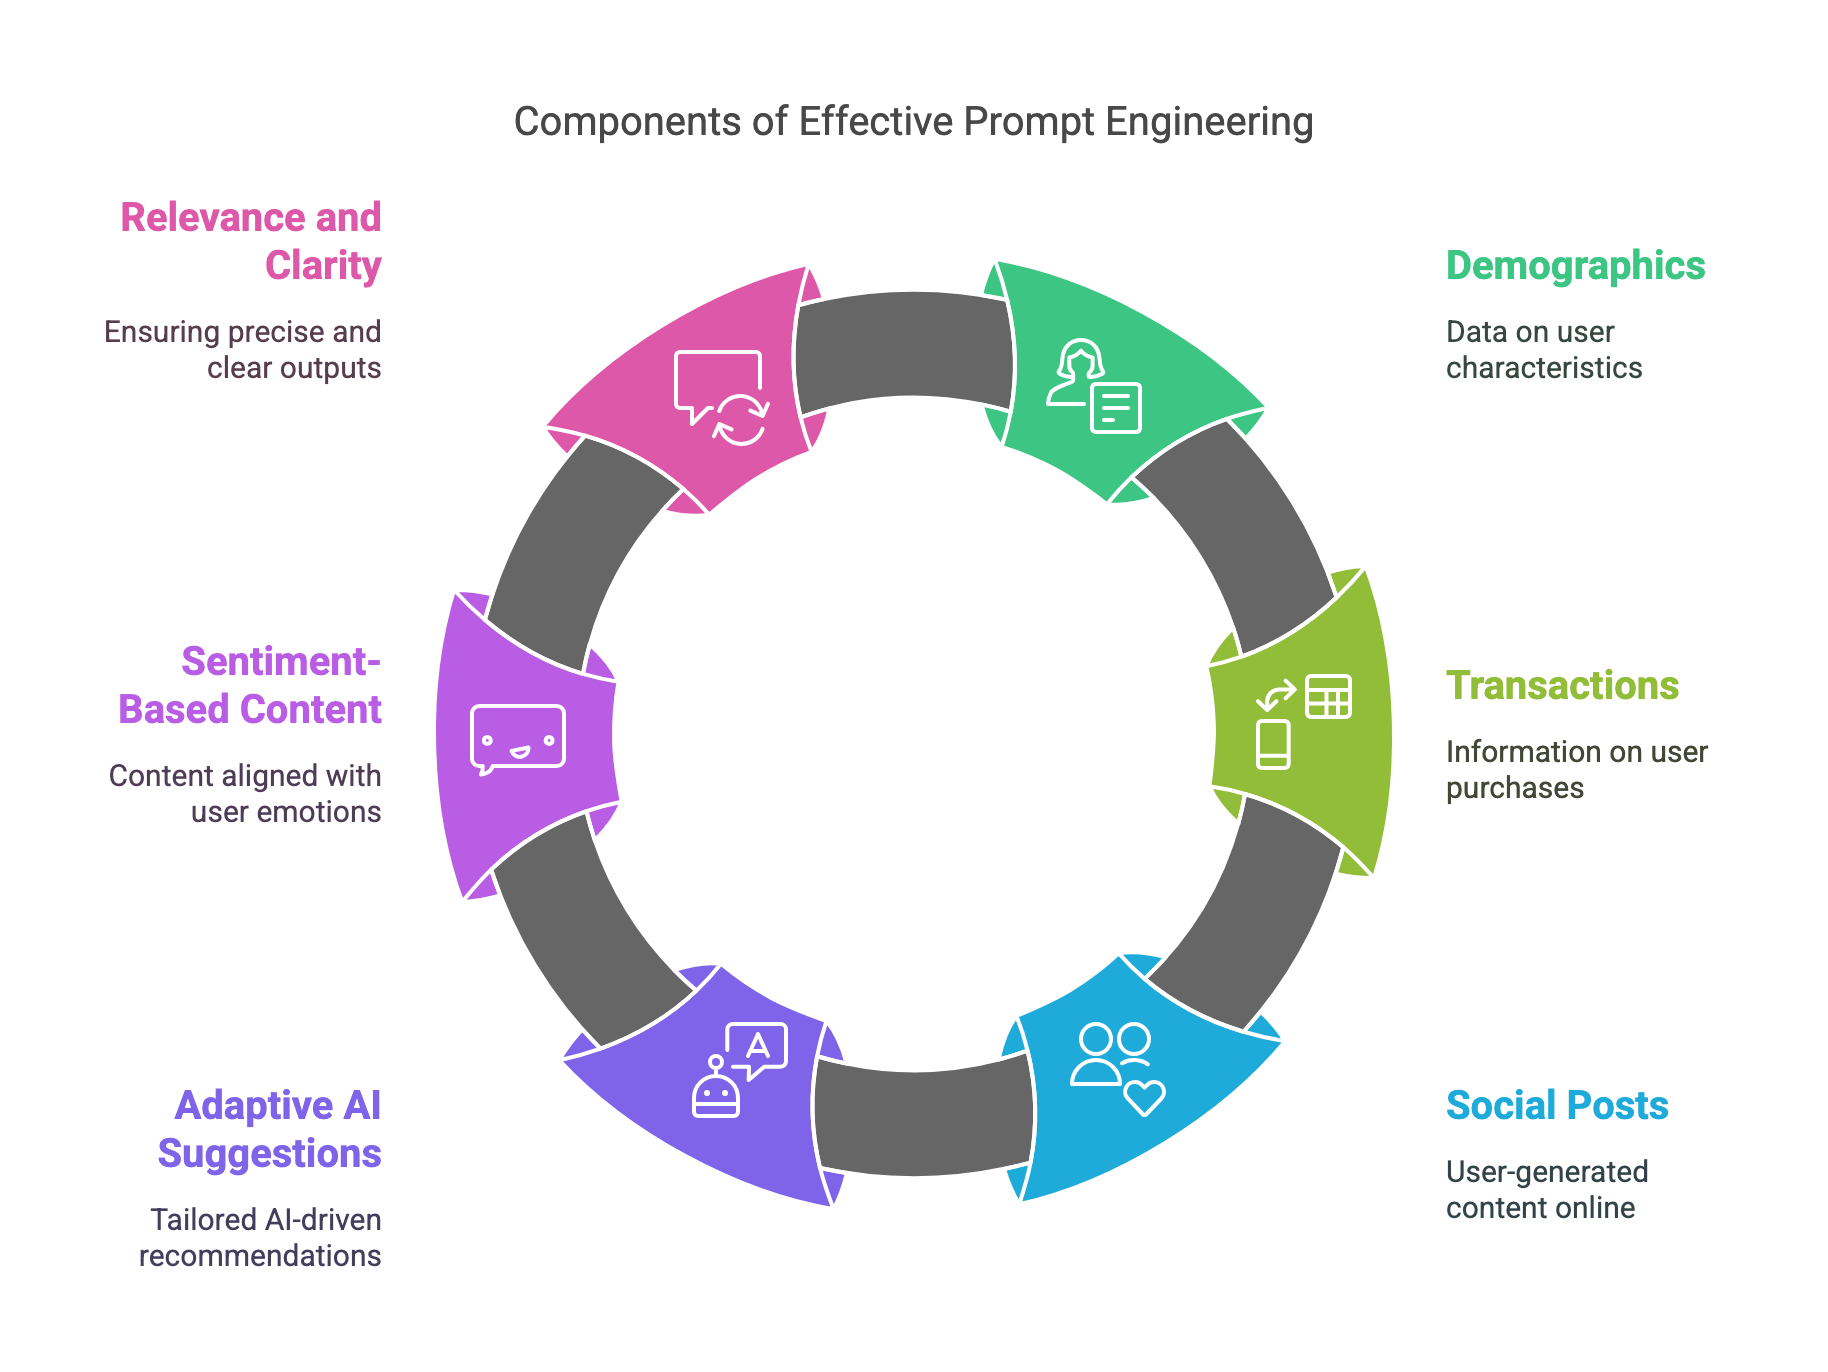 Components of Effective Prompt Engineering
Relevance and
Clarity
Ensuring precise and
clear outputs
Demographics
Data on user
characteristics
Sentiment-
Based Content
Content aligned with
user emotions
Transactions
Information on user
purchases
Adaptive AI
Suggestions
Tailored AI-driven
recommendations
A
Social Posts
User-generated
content online